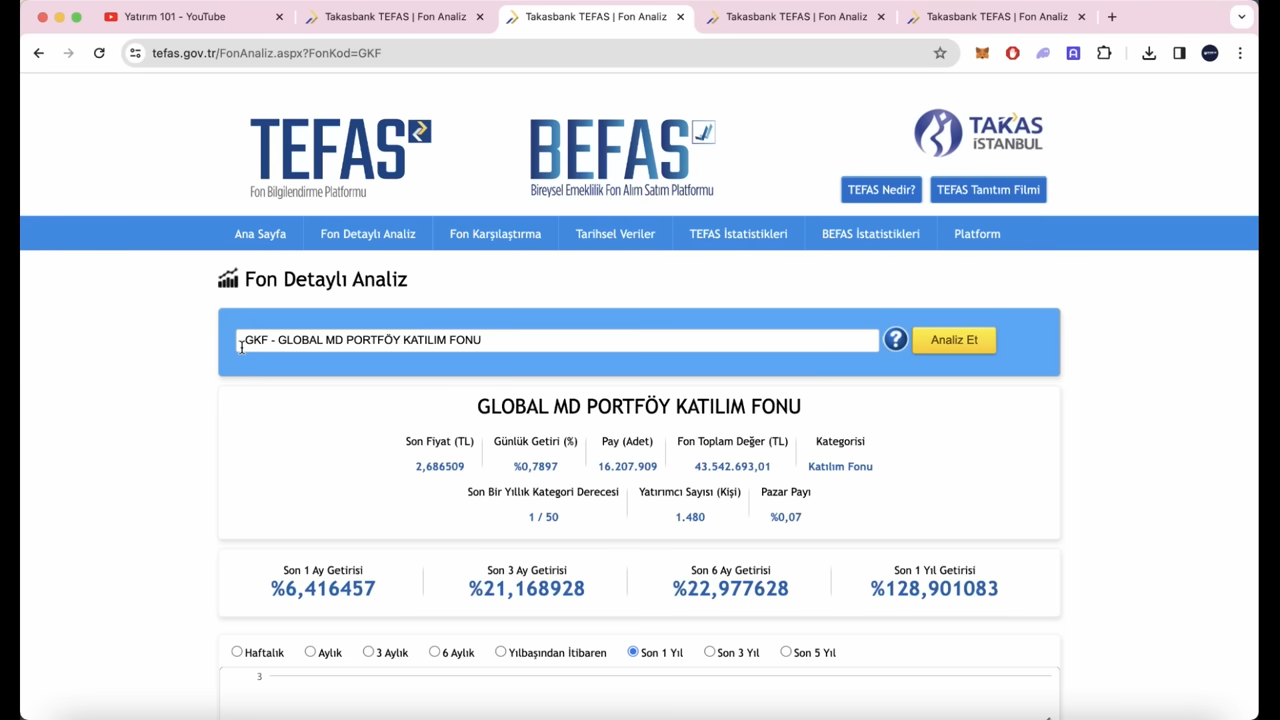 Yatırım 101 - YouTube
Takasbank TEFAS | Fon Analiz
Takasbank TEFAS | Fon Analiz
Takasbank TEFAS | Fon Analiz
Takasbank TEFAS | Fon Analiz
tefas.gov.tr/FonAnaliz.aspx?FonKod=GKF
TEFAS
Fon Bilgilendirme Platformu
BEFAS
Bireysel Emeklilik Fon Alım Satım Platformu
TAKAS
İSTANBUL
TEFAS Nedir?
TEFAS Tanıtım Filmi
Ana Sayfa
Fon Detaylı Analiz
Fon Karşılaştırma
Tarihsel Veriler
TEFAS İstatistikleri
BEFAS İstatistikleri
Platform
Fon Detaylı Analiz
GKF - GLOBAL MD PORTFÖY KATILIM FONU
?
Analiz Et
GLOBAL MD PORTFÖY KATILIM FONU
Son Fiyat (TL) Günlük Getiri (%) Pay (Adet) Fon Toplam Değer (TL) Kategorisi
2,686509 %0,7897 16.207.909 43.542.693,01 Katılım Fonu
Son Bir Yıllık Kategori Derecesi Yatırımcı Sayısı (Kişi) Pazar Payı
1 / 50 1.480 %0,07
Son 1 Ay Getirisi Son 3 Ay Getirisi Son 6 Ay Getirisi Son 1 Yıl Getirisi
%6,416457 %21,168928 %22,977628 %128,901083
Haftalık Aylık 3 Aylık 6 Aylık Yılbaşından İtibaren Son 1 Yıl Son 3 Yıl Son 5 Yıl
3